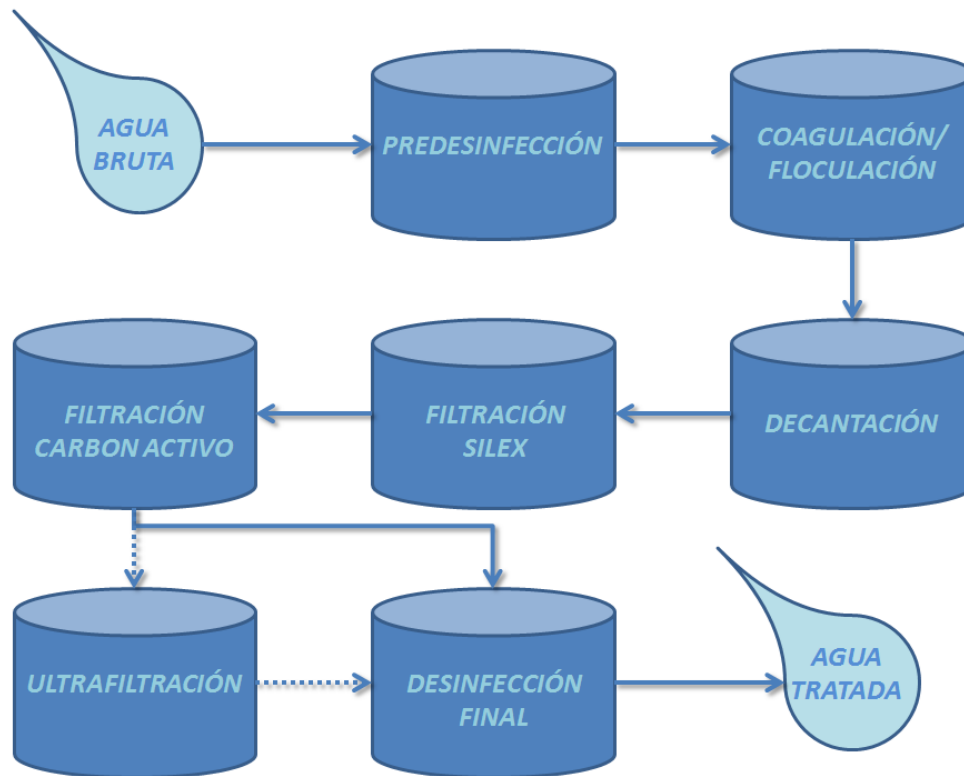 AGUA
BRUTA
PREDESINFECCIÓN
COAGULACIÓN/
FLOCULACIÓN
DECANTACIÓN
FILTRACIÓN
SILEX
FILTRACIÓN
CARBON ACTIVO
ULTRAFILTRACIÓN
DESINFECCIÓN
FINAL
AGUA
TRATADA